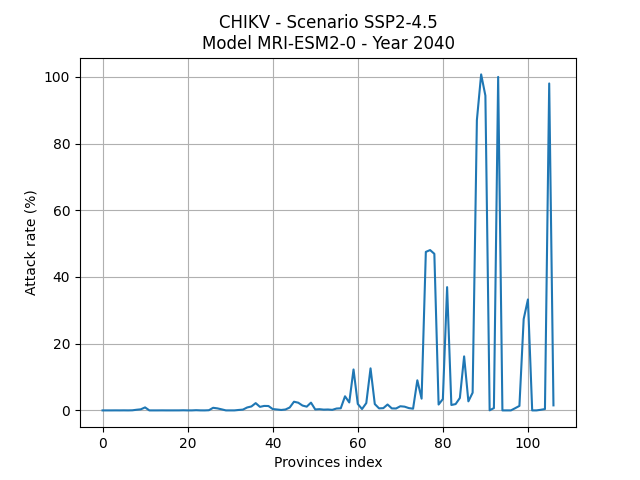 CHIKV - Scenario SSP2-4.5
Model MRI-ESM2-0 - Year 2040
Attack rate (%)
100
80
60
40
20
0
0 20 40 60 80 100
Provinces index